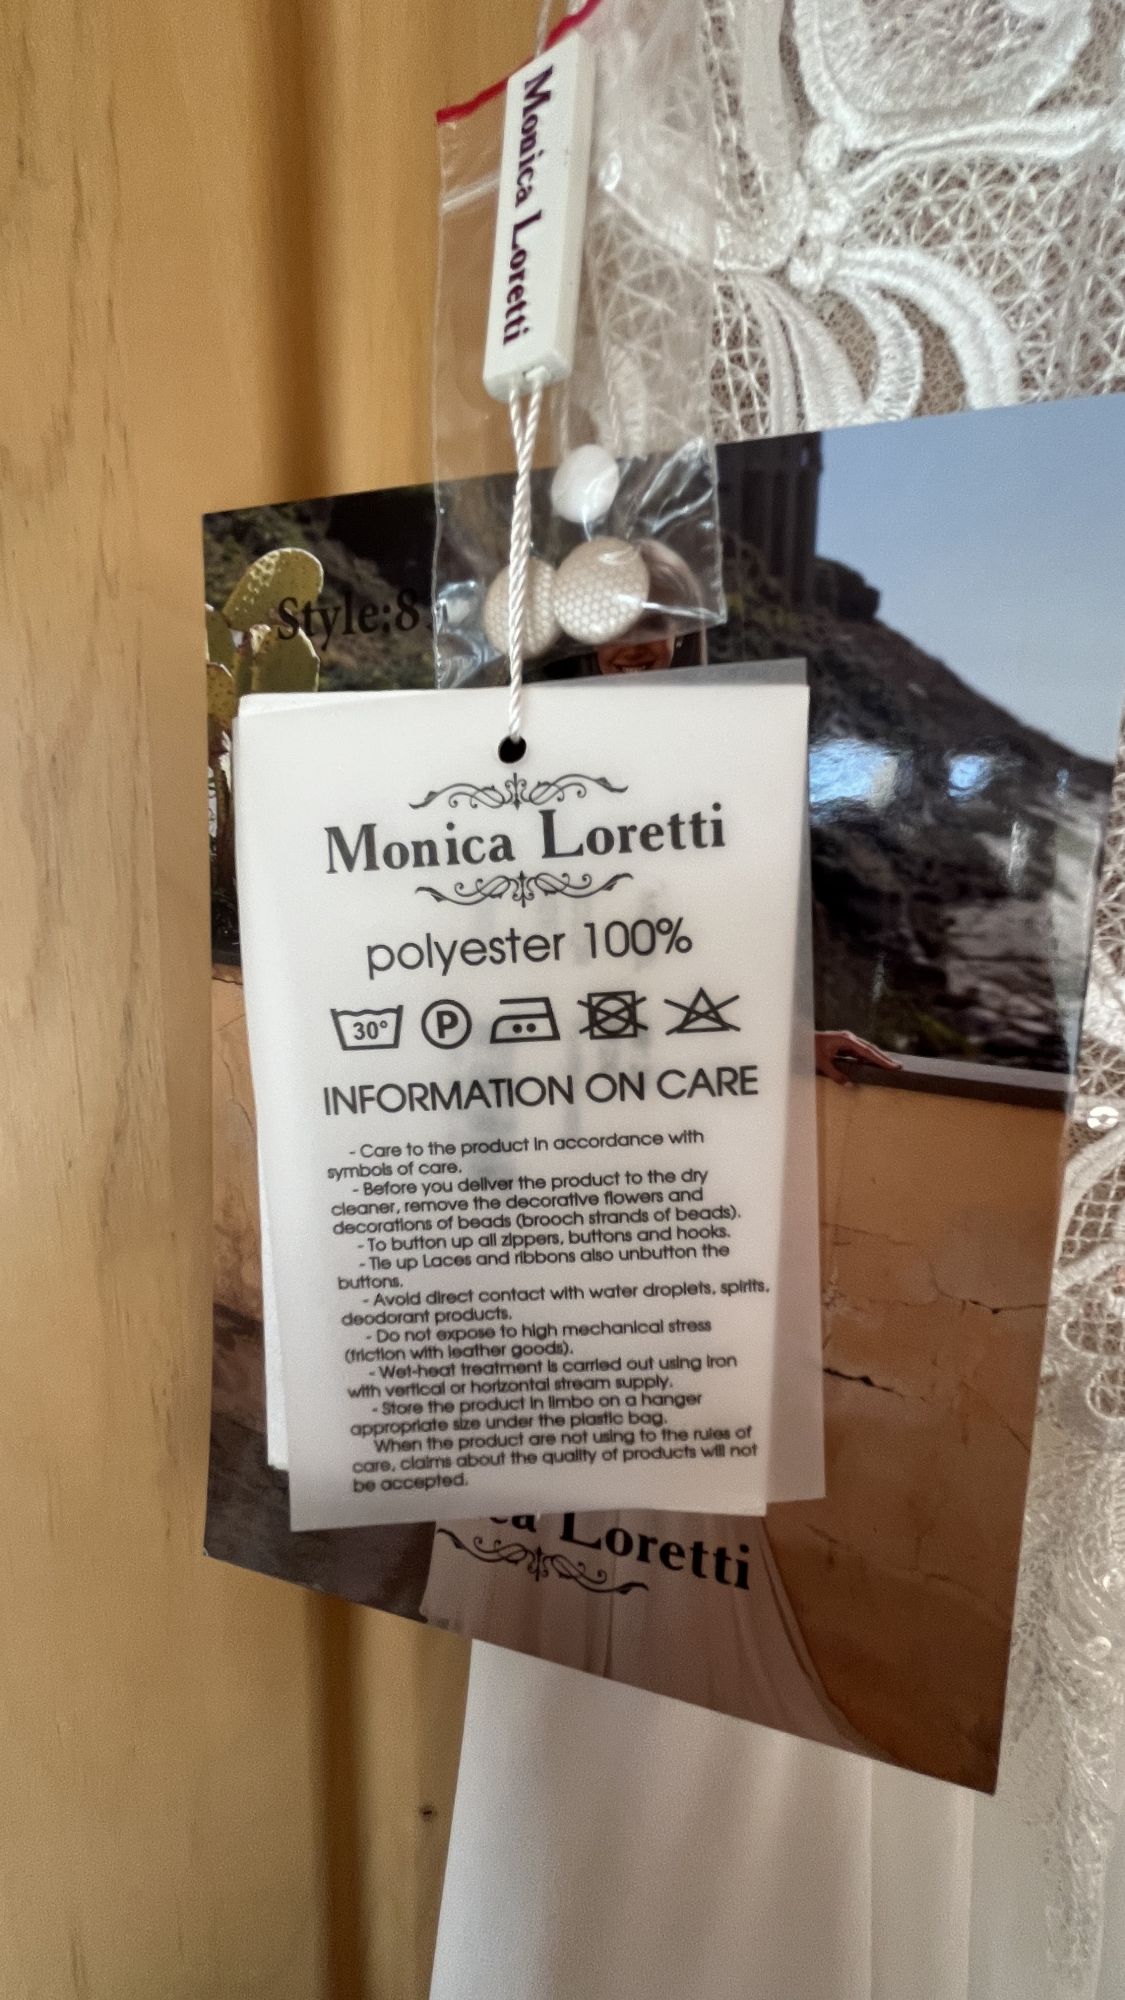 Monica Loretti
Style:8
Monica Loretti
polyester 100%
30° P
INFORMATION ON CARE
- Care to the product in accordance with
symbols of care.
- Before you deliver the product to the dry
cleaner, remove the decorative flowers and
decorations of beads (brooch strands of beads).
- To button up all zippers, buttons and hooks.
- Tie up Laces and ribbons also unbutton the
buttons.
- Avoid direct contact with water droplets, spirits,
deodorant products.
- Do not expose to high mechanical stress
(friction with leather goods).
- Wet-heat treatment is carried out using iron
with vertical or horizontal stream supply.
- Store the product in limbo on a hanger
appropriate size under the plastic bag.
When the product are not using to the rules of
care, claims about the quality of products will not
be accepted.
ca Loretti